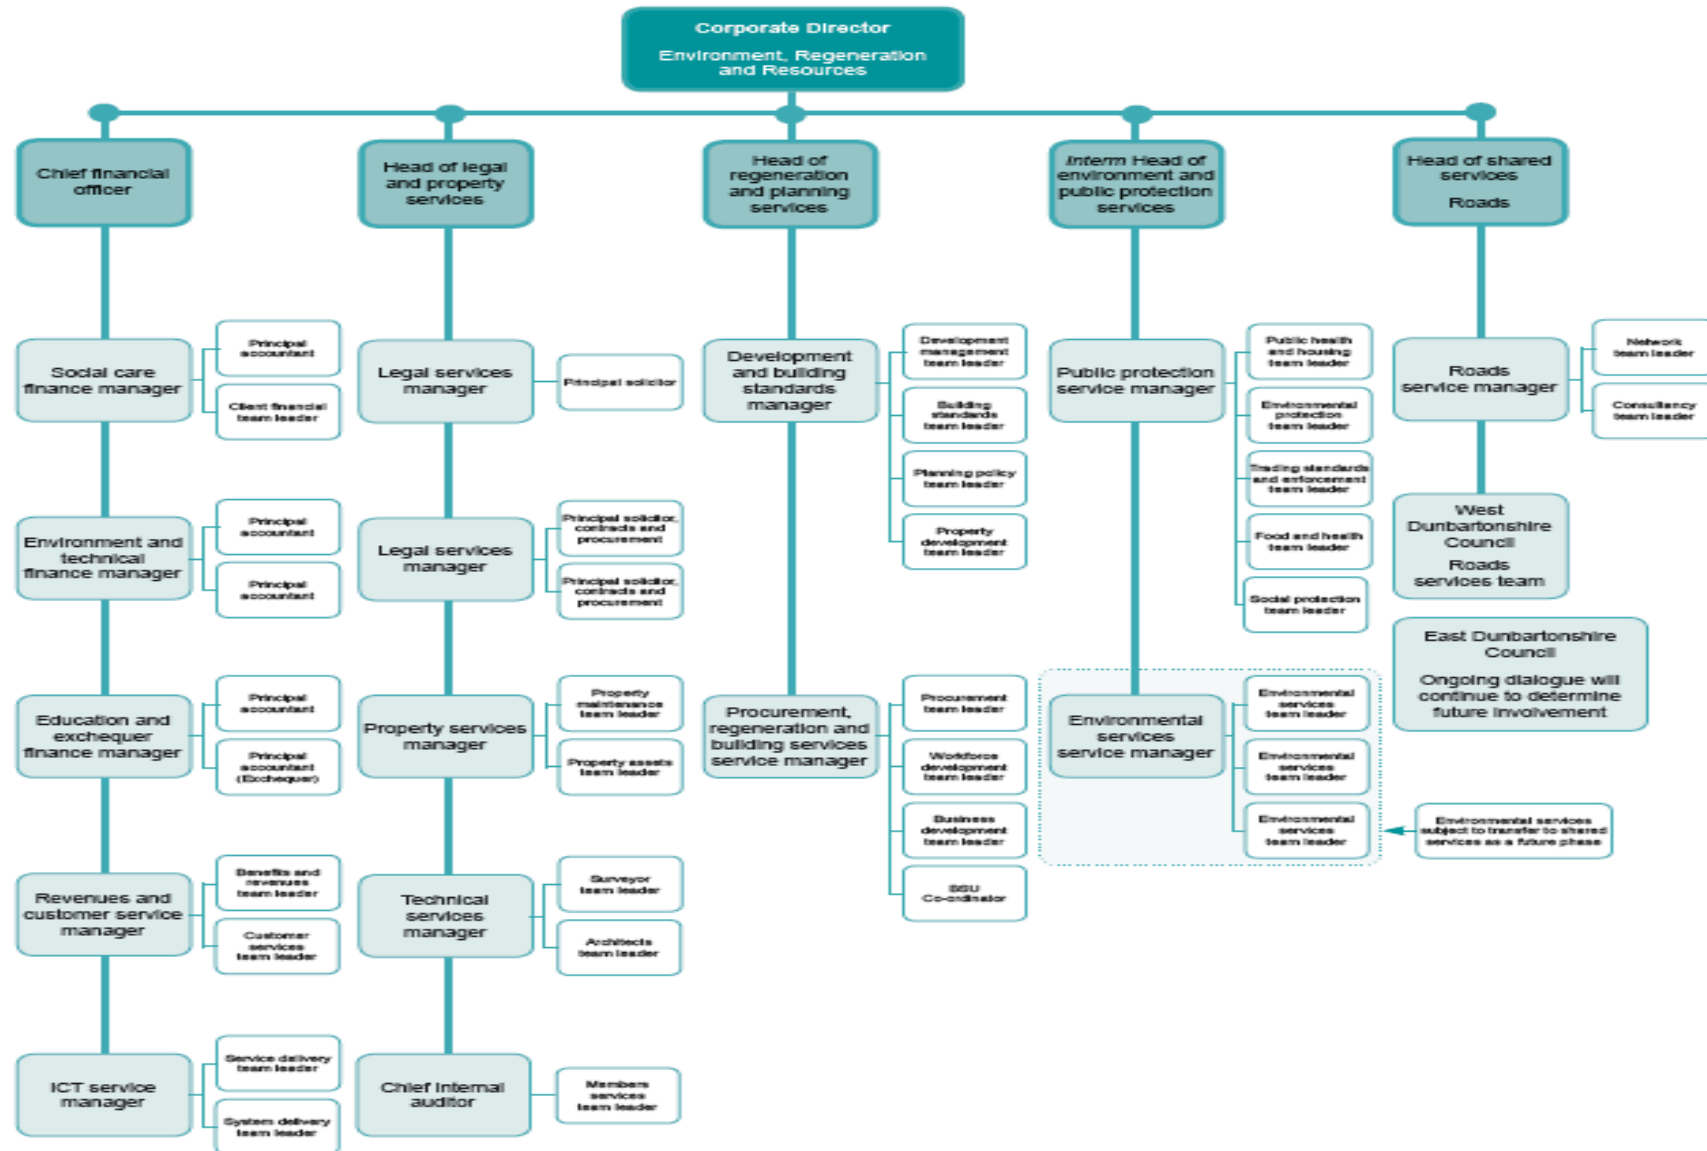 Corporate Director
Environment, Regeneration
and Resources
Chief financial
officer
Head of legal
and property
services
Head of
regeneration
and planning
services
Interm Head of
environment and
public protection
services
Head of shared
services
Roads
Social care
finance manager
Principal
accountant
Client financial
team leader
Environment and
technical
finance manager
Principal
accountant
Principal
accountant
Education and
exchequer
finance manager
Principal
accountant
Principal
accountant
(Exchequer)
Revenues and
customer service
manager
Benefits and
revenues
team leader
Customer
services
team leader
ICT service
manager
Service delivery
team leader
System delivery
team leader
Legal services
manager
Principal solicitor
Legal services
manager
Principal solicitor,
contracts and
procurement
Principal solicitor,
contracts and
procurement
Property services
manager
Property
maintenance
team leader
Property assets
team leader
Technical
services
manager
Surveyor
team leader
Architects
team leader
Chief internal
auditor
Members
services
team leader
Development
and building
standards
manager
Development
management
team leader
Building
standards
team leader
Planning policy
team leader
Property
development
team leader
Procurement,
regeneration and
building services
service manager
Procurement
team leader
Workforce
development
team leader
Business
development
team leader
SSU
Co-ordinator
Public protection
service manager
Public health
and housing
team leader
Environmental
protection
team leader
Trading standards
and enforcement
team leader
Food and health
team leader
Social protection
team leader
Environmental
services
service manager
Environmental
services
team leader
Environmental
services
team leader
Environmental
services
team leader
Environmental services
subject to transfer to shared
services as a future phase
Roads
service manager
Network
team leader
Consultancy
team leader
West
Dunbartonshire
Council
Roads
services team
East Dunbartonshire
Council
Ongoing dialogue will
continue to determine
future involvement